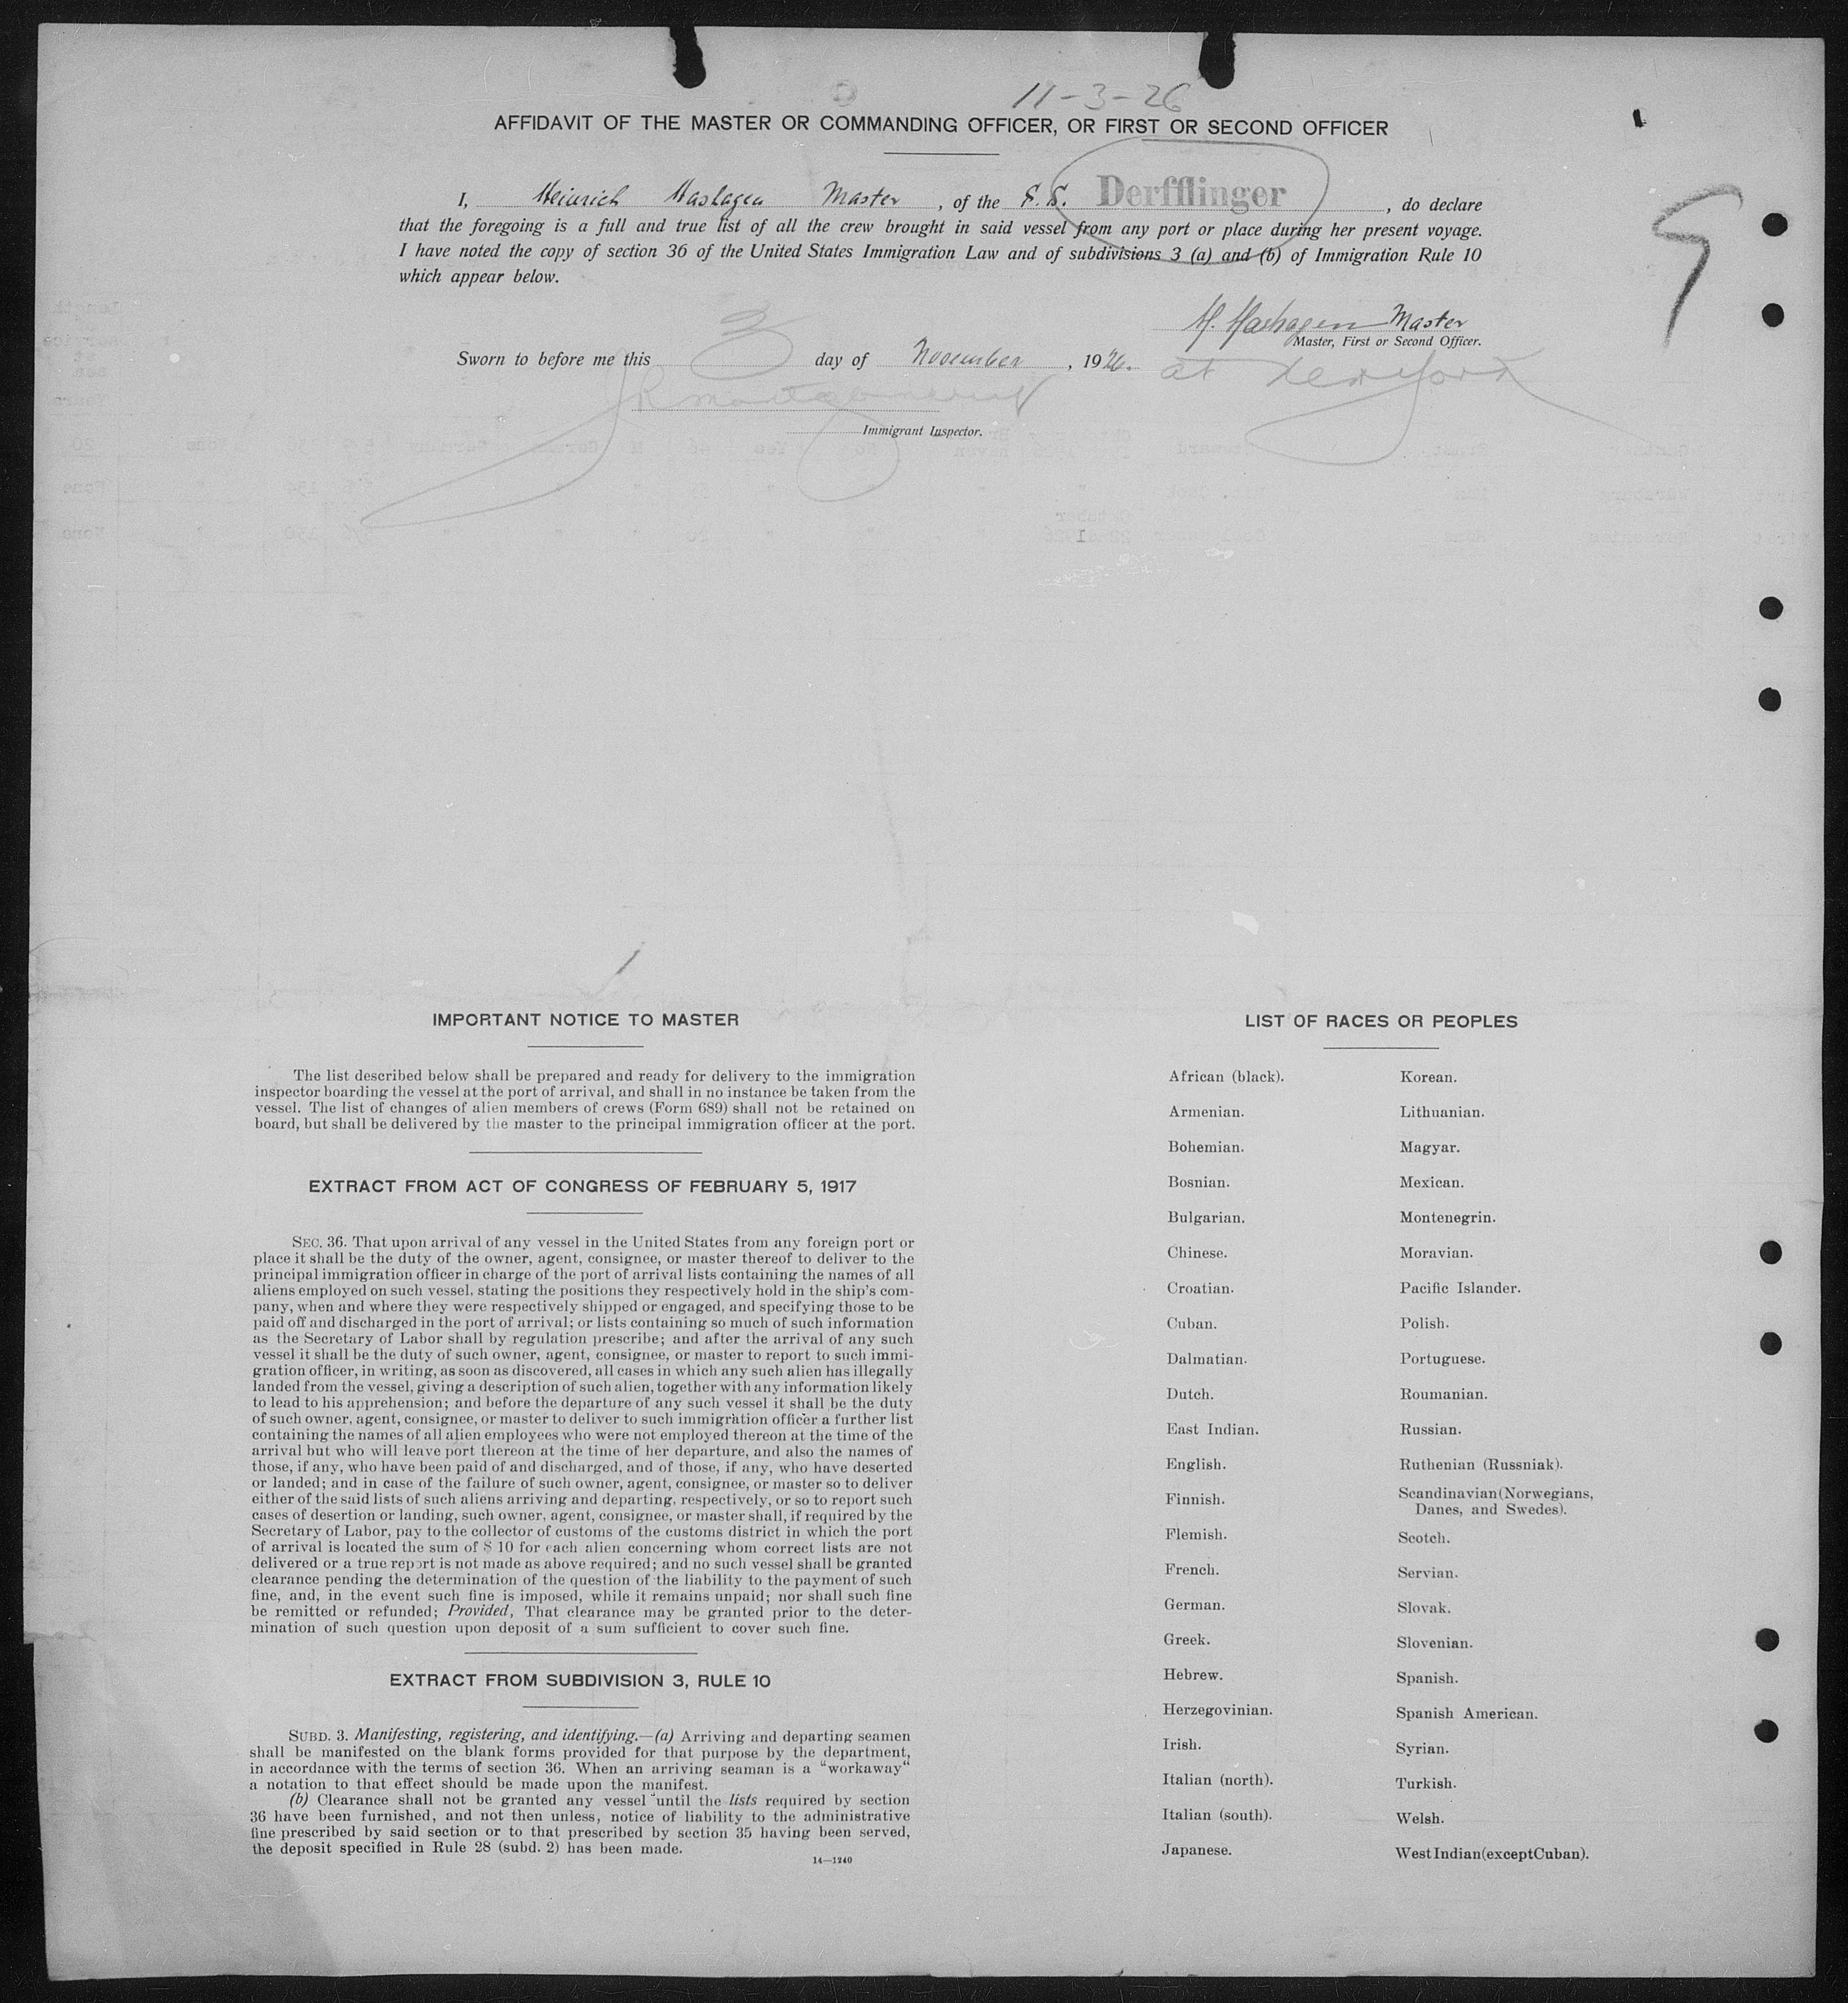 11-3-26
AFFIDAVIT OF THE MASTER OR COMMANDING OFFICER, OR FIRST OR SECOND OFFICER
I, Heinrich Hashagen Master, of the S.S. Derfflinger, do declare
that the foregoing is a full and true list of all the crew brought in said vessel from any port or place during her present voyage.
I have noted the copy of section 36 of the United States Immigration Law and of subdivisions 3 (a) and (b) of Immigration Rule 10
which appear below.
H. Hashagen Master
Master, First or Second Officer.
Sworn to before me this 3 day of November, 1926. at New York
Immigrant Inspector.
IMPORTANT NOTICE TO MASTER
The list described below shall be prepared and ready for delivery to the immigration
inspector boarding the vessel at the port of arrival, and shall in no instance be taken from the
vessel. The list of changes of alien members of crews (Form 689) shall not be retained on
board, but shall be delivered by the master to the principal immigration officer at the port.
EXTRACT FROM ACT OF CONGRESS OF FEBRUARY 5, 1917
SEC. 36. That upon arrival of any vessel in the United States from any foreign port or
place it shall be the duty of the owner, agent, consignee, or master thereof to deliver to the
principal immigration officer in charge of the port of arrival lists containing the names of all
aliens employed on such vessel, stating the positions they respectively hold in the ship's com-
pany, when and where they were respectively shipped or engaged, and specifying those to be
paid off and discharged in the port of arrival; or lists containing so much of such information
as the Secretary of Labor shall by regulation prescribe; and after the arrival of any such
vessel it shall be the duty of such owner, agent, consignee, or master to report to such immi-
gration officer, in writing, as soon as discovered, all cases in which any such alien has illegally
landed from the vessel, giving a description of such alien, together with any information likely
to lead to his apprehension; and before the departure of any such vessel it shall be the duty
of such owner, agent, consignee, or master to deliver to such immigration officer a further list
containing the names of all alien employees who were not employed thereon at the time of the
arrival but who will leave port thereon at the time of her departure, and also the names of
those, if any, who have been paid of and discharged, and of those, if any, who have deserted
or landed; and in case of the failure of such owner, agent, consignee, or master so to deliver
either of the said lists of such aliens arriving and departing, respectively, or so to report such
cases of desertion or landing, such owner, agent, consignee, or master shall, if required by the
Secretary of Labor, pay to the collector of customs of the customs district in which the port
of arrival is located the sum of $ 10 for each alien concerning whom correct lists are not
delivered or a true report is not made as above required; and no such vessel shall be granted
clearance pending the determination of the question of the liability to the payment of such
fine, and, in the event such fine is imposed, while it remains unpaid; nor shall such fine
be remitted or refunded; Provided, That clearance may be granted prior to the deter-
mination of such question upon deposit of a sum sufficient to cover such fine.
EXTRACT FROM SUBDIVISION 3, RULE 10
SUBD. 3. Manifesting, registering, and identifying.—(a) Arriving and departing seamen
shall be manifested on the blank forms provided for that purpose by the department,
in accordance with the terms of section 36. When an arriving seaman is a "workaway"
a notation to that effect should be made upon the manifest.
(b) Clearance shall not be granted any vessel until the lists required by section
36 have been furnished, and not then unless, notice of liability to the administrative
fine prescribed by said section or to that prescribed by section 35 having been served,
the deposit specified in Rule 28 (subd. 2) has been made.
14—1240
LIST OF RACES OR PEOPLES
African (black).
Armenian.
Bohemian.
Bosnian.
Bulgarian.
Chinese.
Croatian.
Cuban.
Dalmatian.
Dutch.
East Indian.
English.
Finnish.
Flemish.
French.
German.
Greek.
Hebrew.
Herzegovinian.
Irish.
Italian (north).
Italian (south).
Japanese.
Korean.
Lithuanian.
Magyar.
Mexican.
Montenegrin.
Moravian.
Pacific Islander.
Polish.
Portuguese.
Roumanian.
Russian.
Ruthenian (Russniak).
Scandinavian (Norwegians,
Danes, and Swedes).
Scotch.
Servian.
Slovak.
Slovenian.
Spanish.
Spanish American.
Syrian.
Turkish.
Welsh.
West Indian (except Cuban).